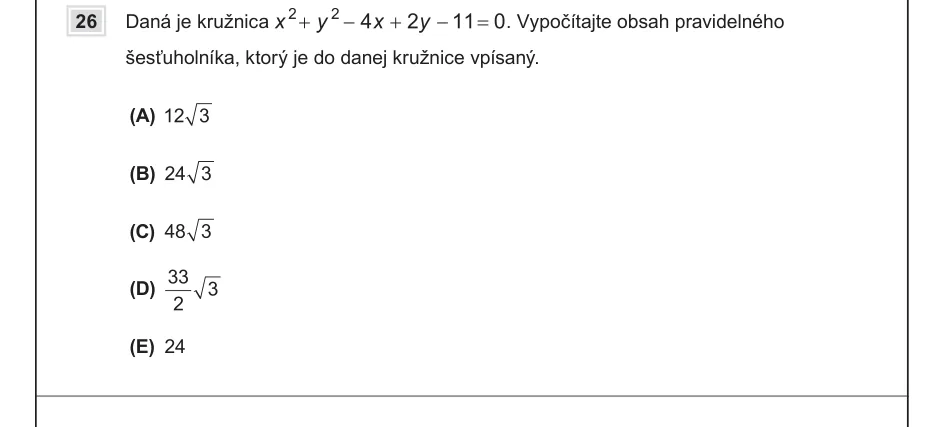 26 Daná je kružnica x² + y² − 4x + 2y − 11 = 0. Vypočítajte obsah pravidelného
šesťuholníka, ktorý je do danej kružnice vpísaný.
(A) 12√3
(B) 24√3
(C) 48√3
(D) 33/2 √3
(E) 24